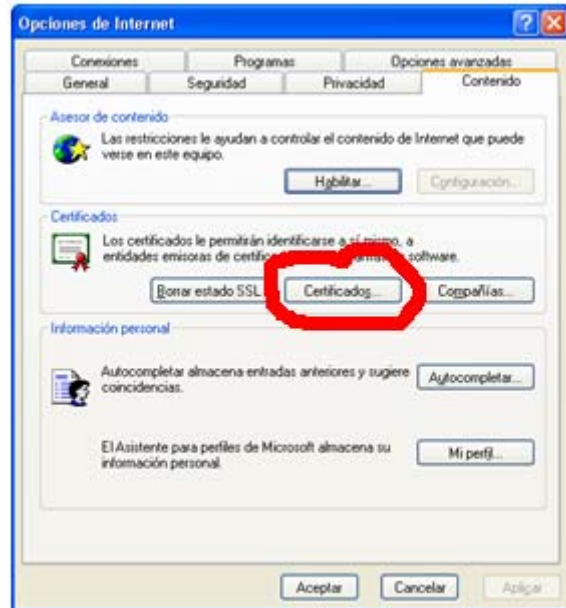 Opciones de Internet
Conexiones Programas Opciones avanzadas
General Seguridad Privacidad Contenido
Asesor de contenido
Las restricciones le ayudan a controlar el contenido de Internet que puede
verse en este equipo.
Habilitar... Configuración...
Certificados
Los certificados le permitirán identificarse a sí mismo, a
entidades emisoras de software.
Borrar estado SSL Certificados... Compañías...
Información personal
Autocompletar almacena entradas anteriores y sugiere
coincidencias.
Autocompletar...
El Asistente para perfiles de Microsoft almacena su
información personal.
Mi perfil...
Aceptar Cancelar Aplicar